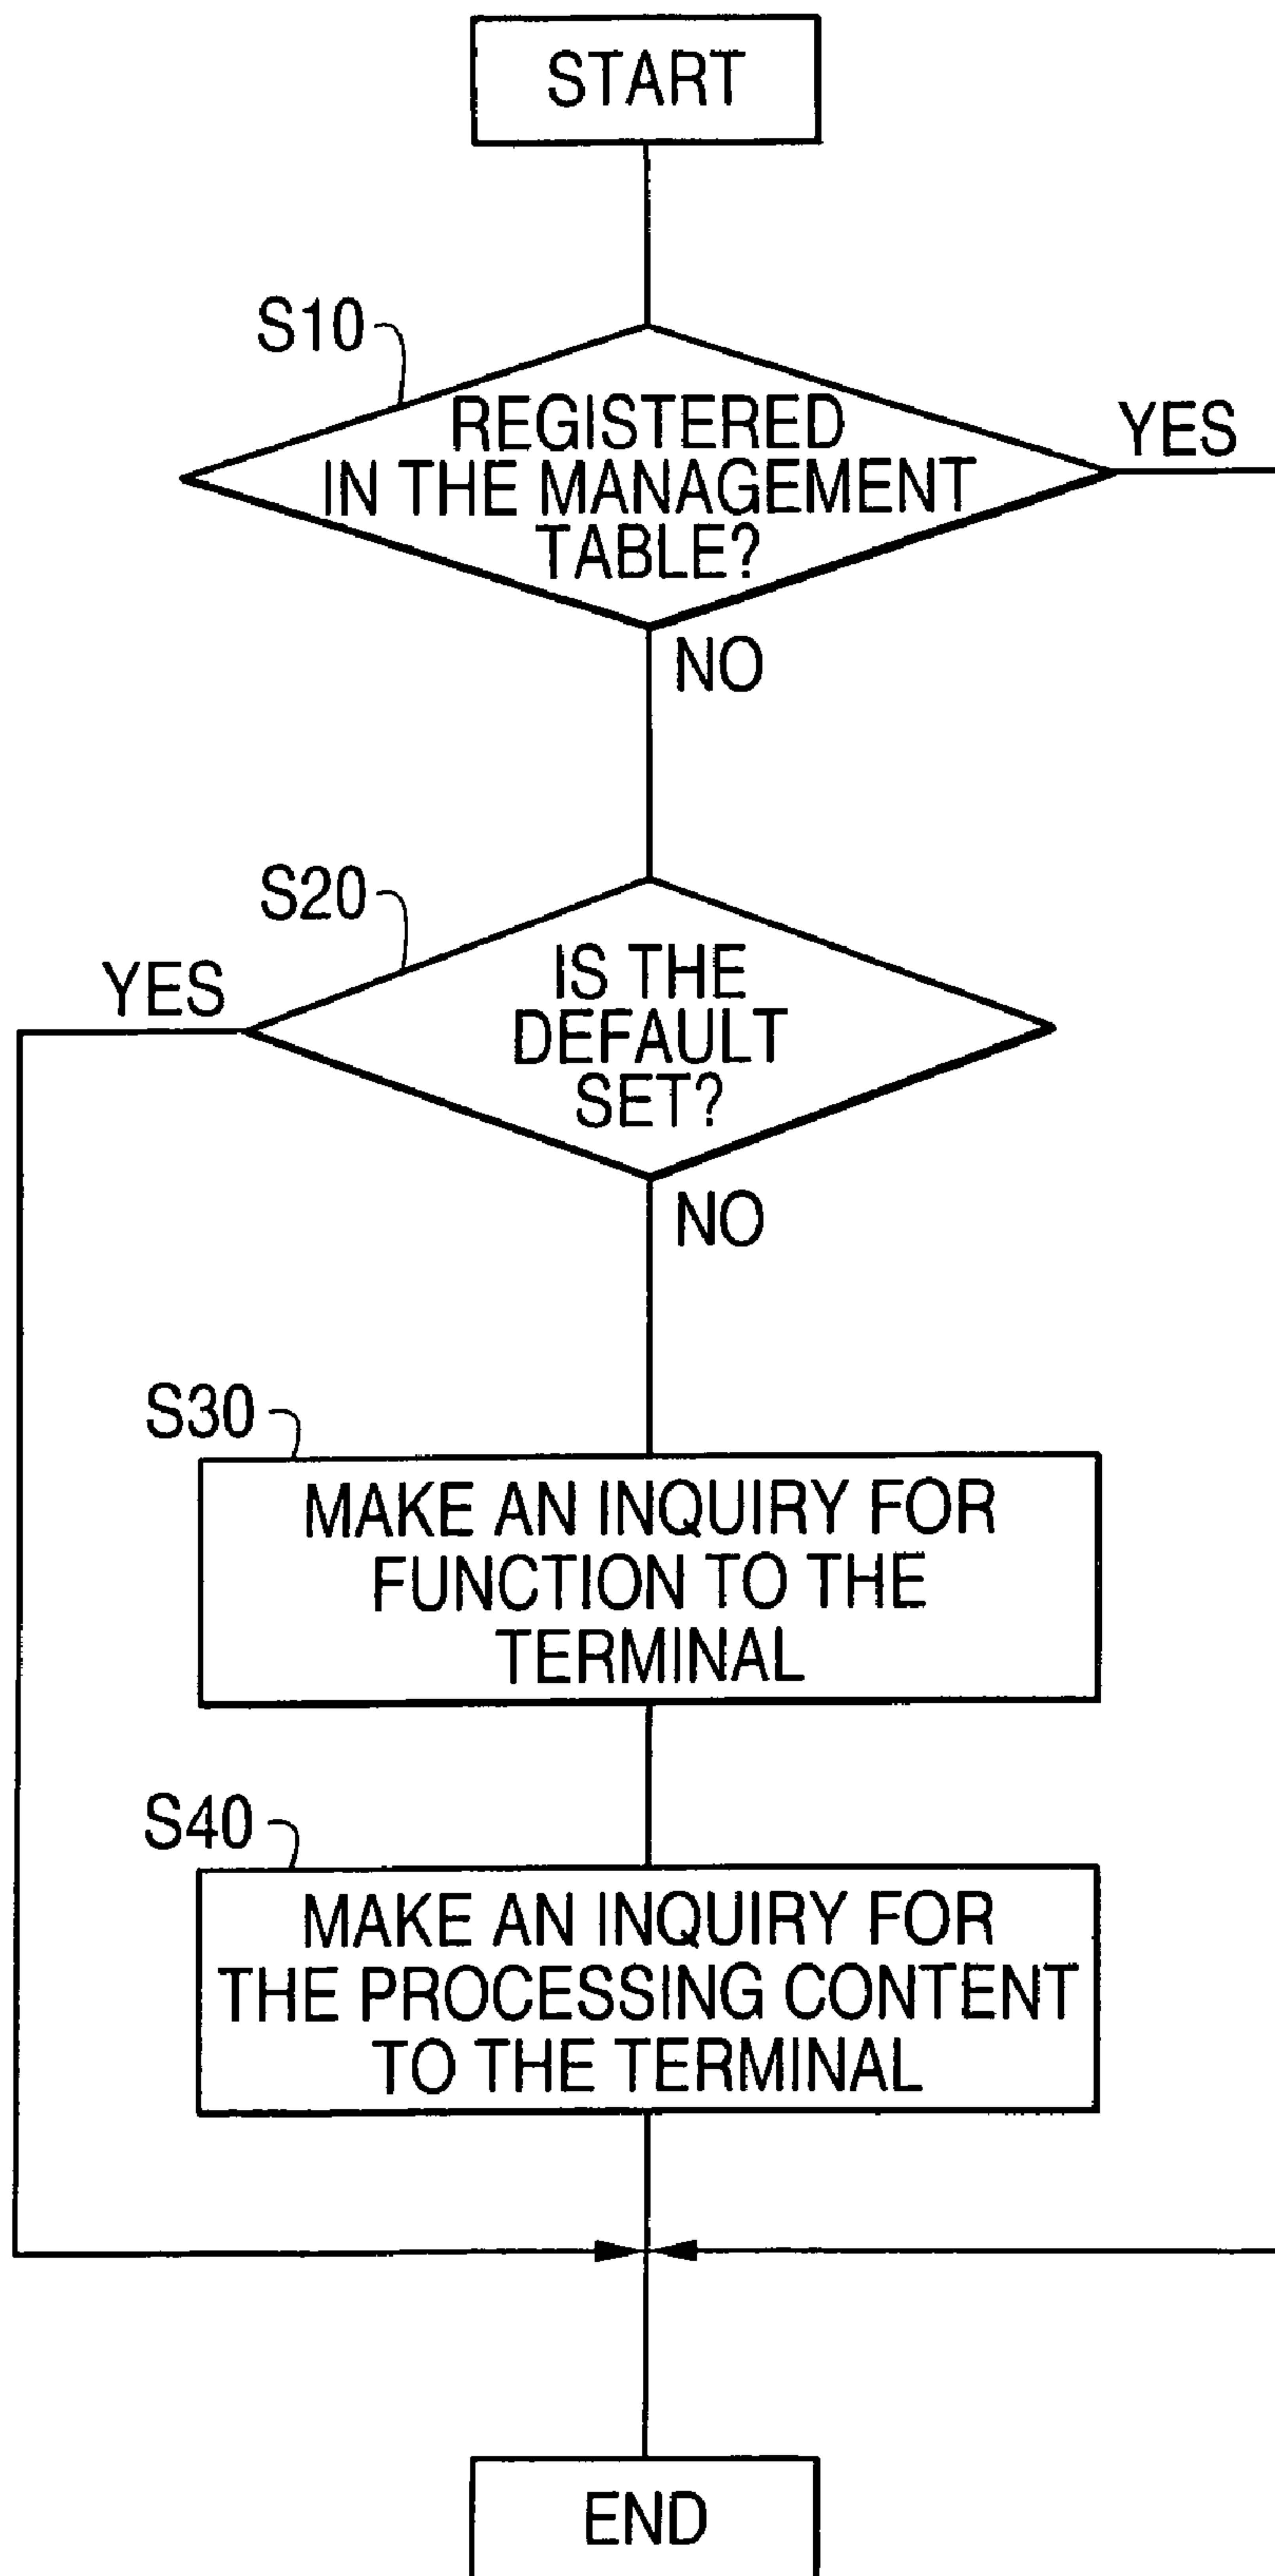 START
S10
REGISTERED
IN THE MANAGEMENT
TABLE?
YES
NO
S20
YES
IS THE
DEFAULT
SET?
NO
S30
MAKE AN INQUIRY FOR
FUNCTION TO THE
TERMINAL
S40
MAKE AN INQUIRY FOR
THE PROCESSING CONTENT
TO THE TERMINAL
END